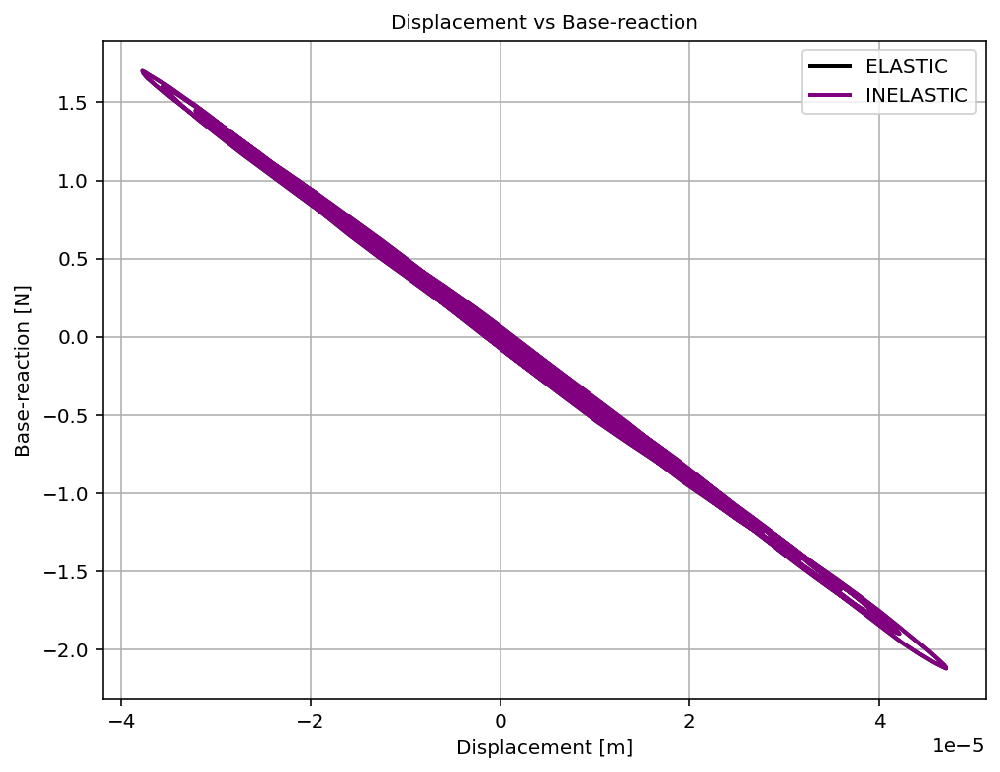 Displacement vs Base-reaction
ELASTIC
INELASTIC
Base-reaction [N]
1.5
1.0
0.5
0.0
−0.5
−1.0
−1.5
−2.0
−4 −2 0 2 4
1e−5
Displacement [m]